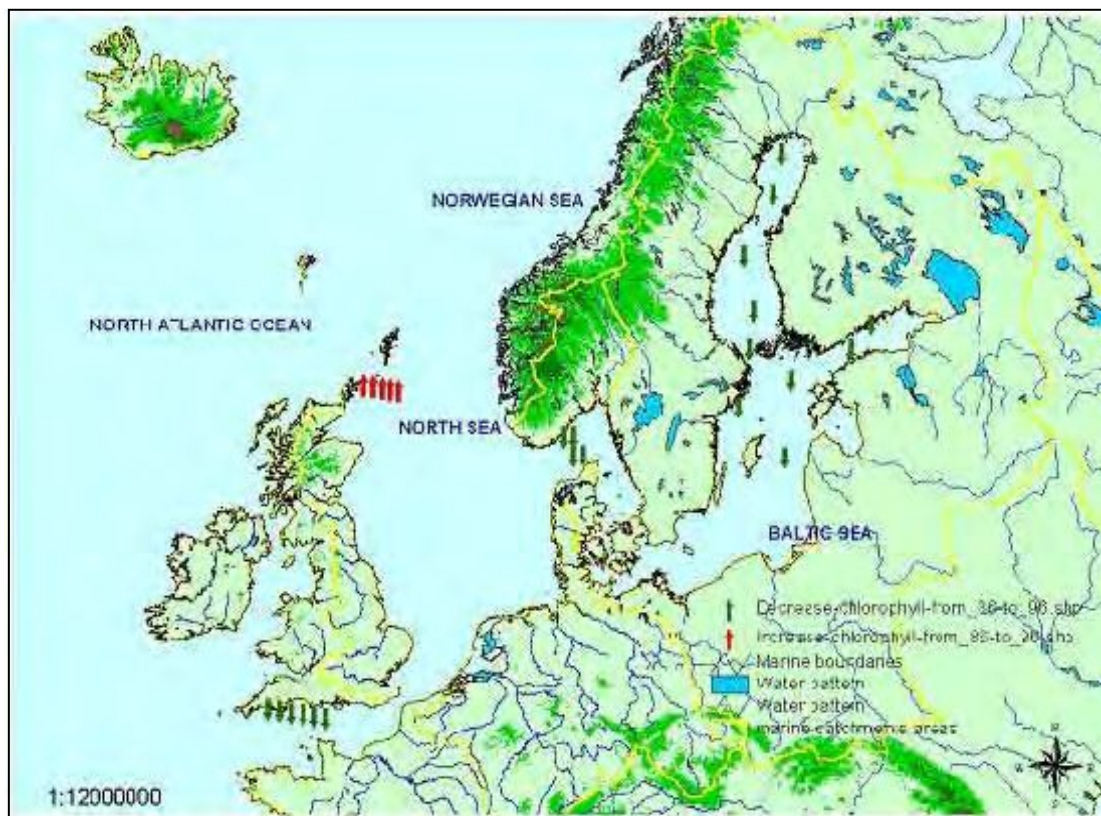 NORWEGIAN SEA
NORTH ATLANTIC OCEAN
NORTH SEA
BALTIC SEA
Decrease-chlorophyll-from_86-to_96.shp
Increase-chlorophyll-from_86-to_96.shp
Marine boundaries
Water pattern
Water pattern
marine catchment areas
1:12000000